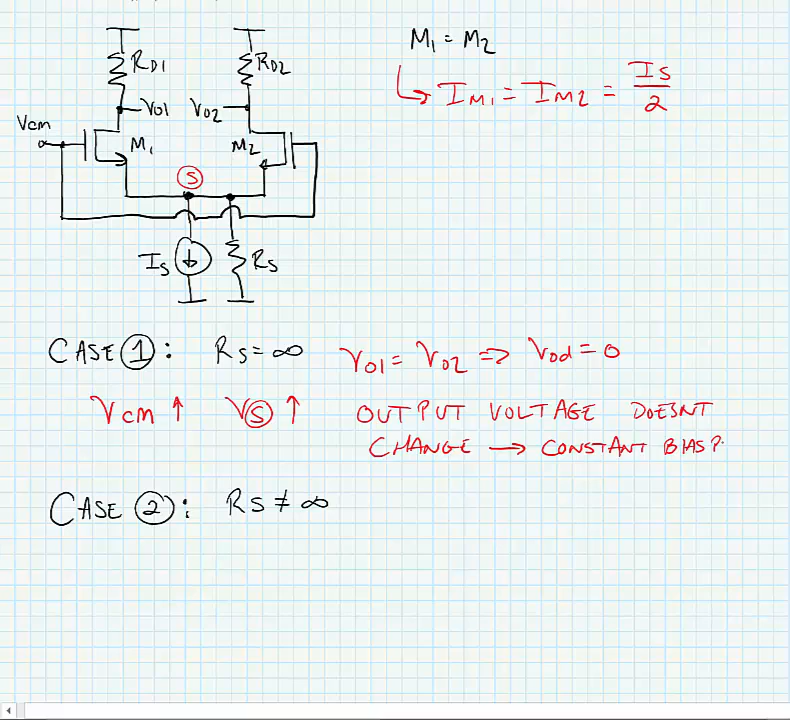 RD1
RD2
M1 = M2
IM1 = IM2 = IS/2
Vo1
Vo2
Vcm
M1
M2
S
Is
Rs
CASE 1: Rs = ∞
Vo1 = Vo2 => Vod = 0
Vcm ↑ VS ↑ OUTPUT VOLTAGE DOESNT
CHANGE → CONSTANT BIAS P.
CASE 2: Rs ≠ ∞